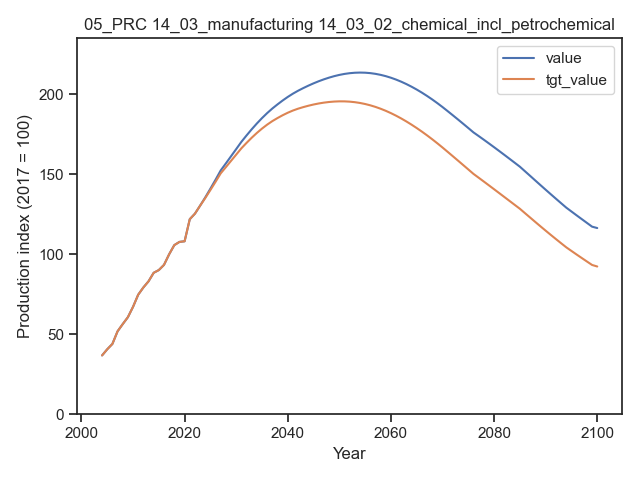 05_PRC 14_03_manufacturing 14_03_02_chemical_incl_petrochemical
value
tgt_value
Production index (2017 = 100)
200
150
100
50
0
2000 2020 2040 2060 2080 2100
Year